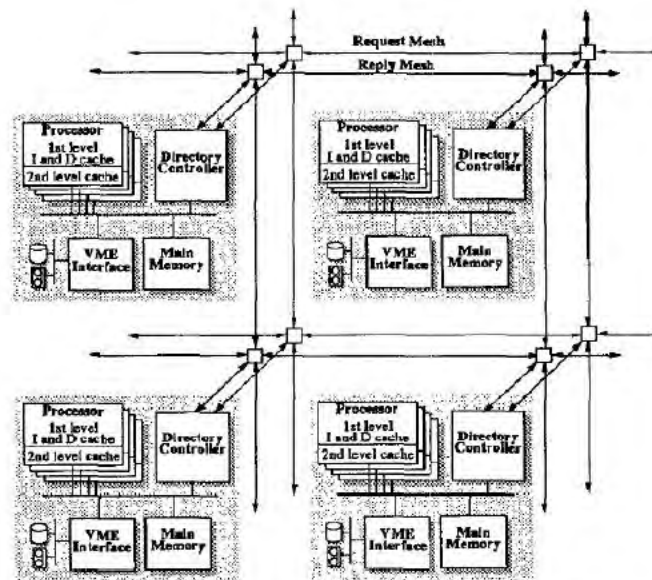 Request Mesh
Reply Mesh
Processor
1st level
I and D cache
2nd level cache
Directory
Controller
VME
Interface
Main
Memory
Processor
1st level
I and D cache
2nd level cache
Directory
Controller
VME
Interface
Main
Memory
Processor
1st level
I and D cache
2nd level cache
Directory
Controller
VME
Interface
Main
Memory
Processor
1st level
I and D cache
2nd level cache
Directory
Controller
VME
Interface
Main
Memory